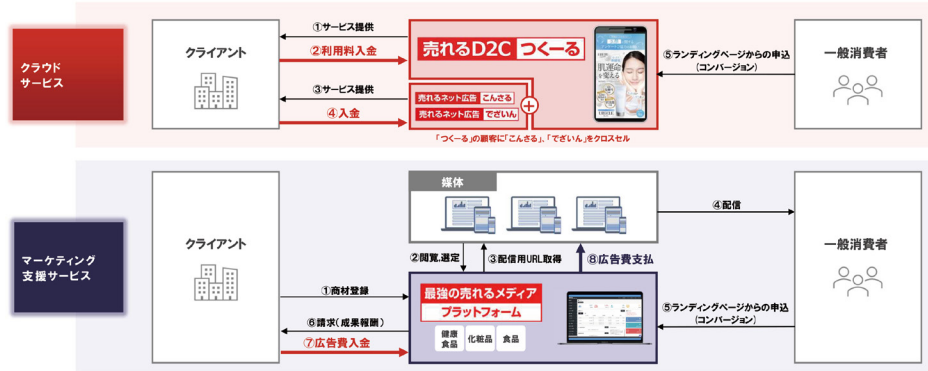 クラウド
サービス
クライアント
①サービス提供
②利用料入金
③サービス提供
④入金
売れるD2C つくーる
売れるネット広告 こんさる
売れるネット広告 でざいん
「つくーる」の顧客に「こんさる」、「でざいん」をクロスセル
肌運命
を変える
⑤ランディングページからの申込
(コンバージョン)
一般消費者
マーケティング
支援サービス
クライアント
媒体
④配信
②閲覧、選定
③配信用URL取得
⑧広告費支払
①商材登録
⑥請求(成果報酬)
⑦広告費入金
最強の売れるメディア
プラットフォーム
健康
食品
化粧品
食品
⑤ランディングページからの申込
(コンバージョン)
一般消費者